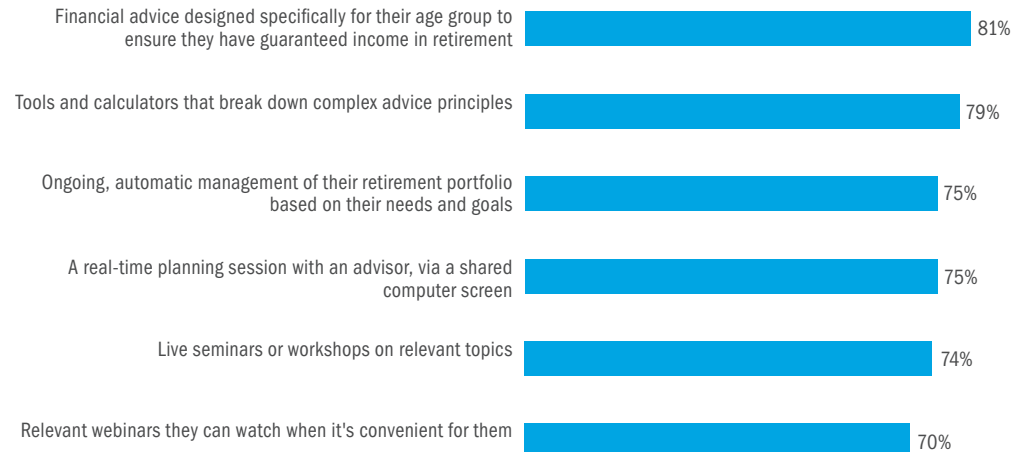 Financial advice designed specifically for their age group to
ensure they have guaranteed income in retirement
81%
Tools and calculators that break down complex advice principles
79%
Ongoing, automatic management of their retirement portfolio
based on their needs and goals
75%
A real-time planning session with an advisor, via a shared
computer screen
75%
Live seminars or workshops on relevant topics
74%
Relevant webinars they can watch when it's convenient for them
70%